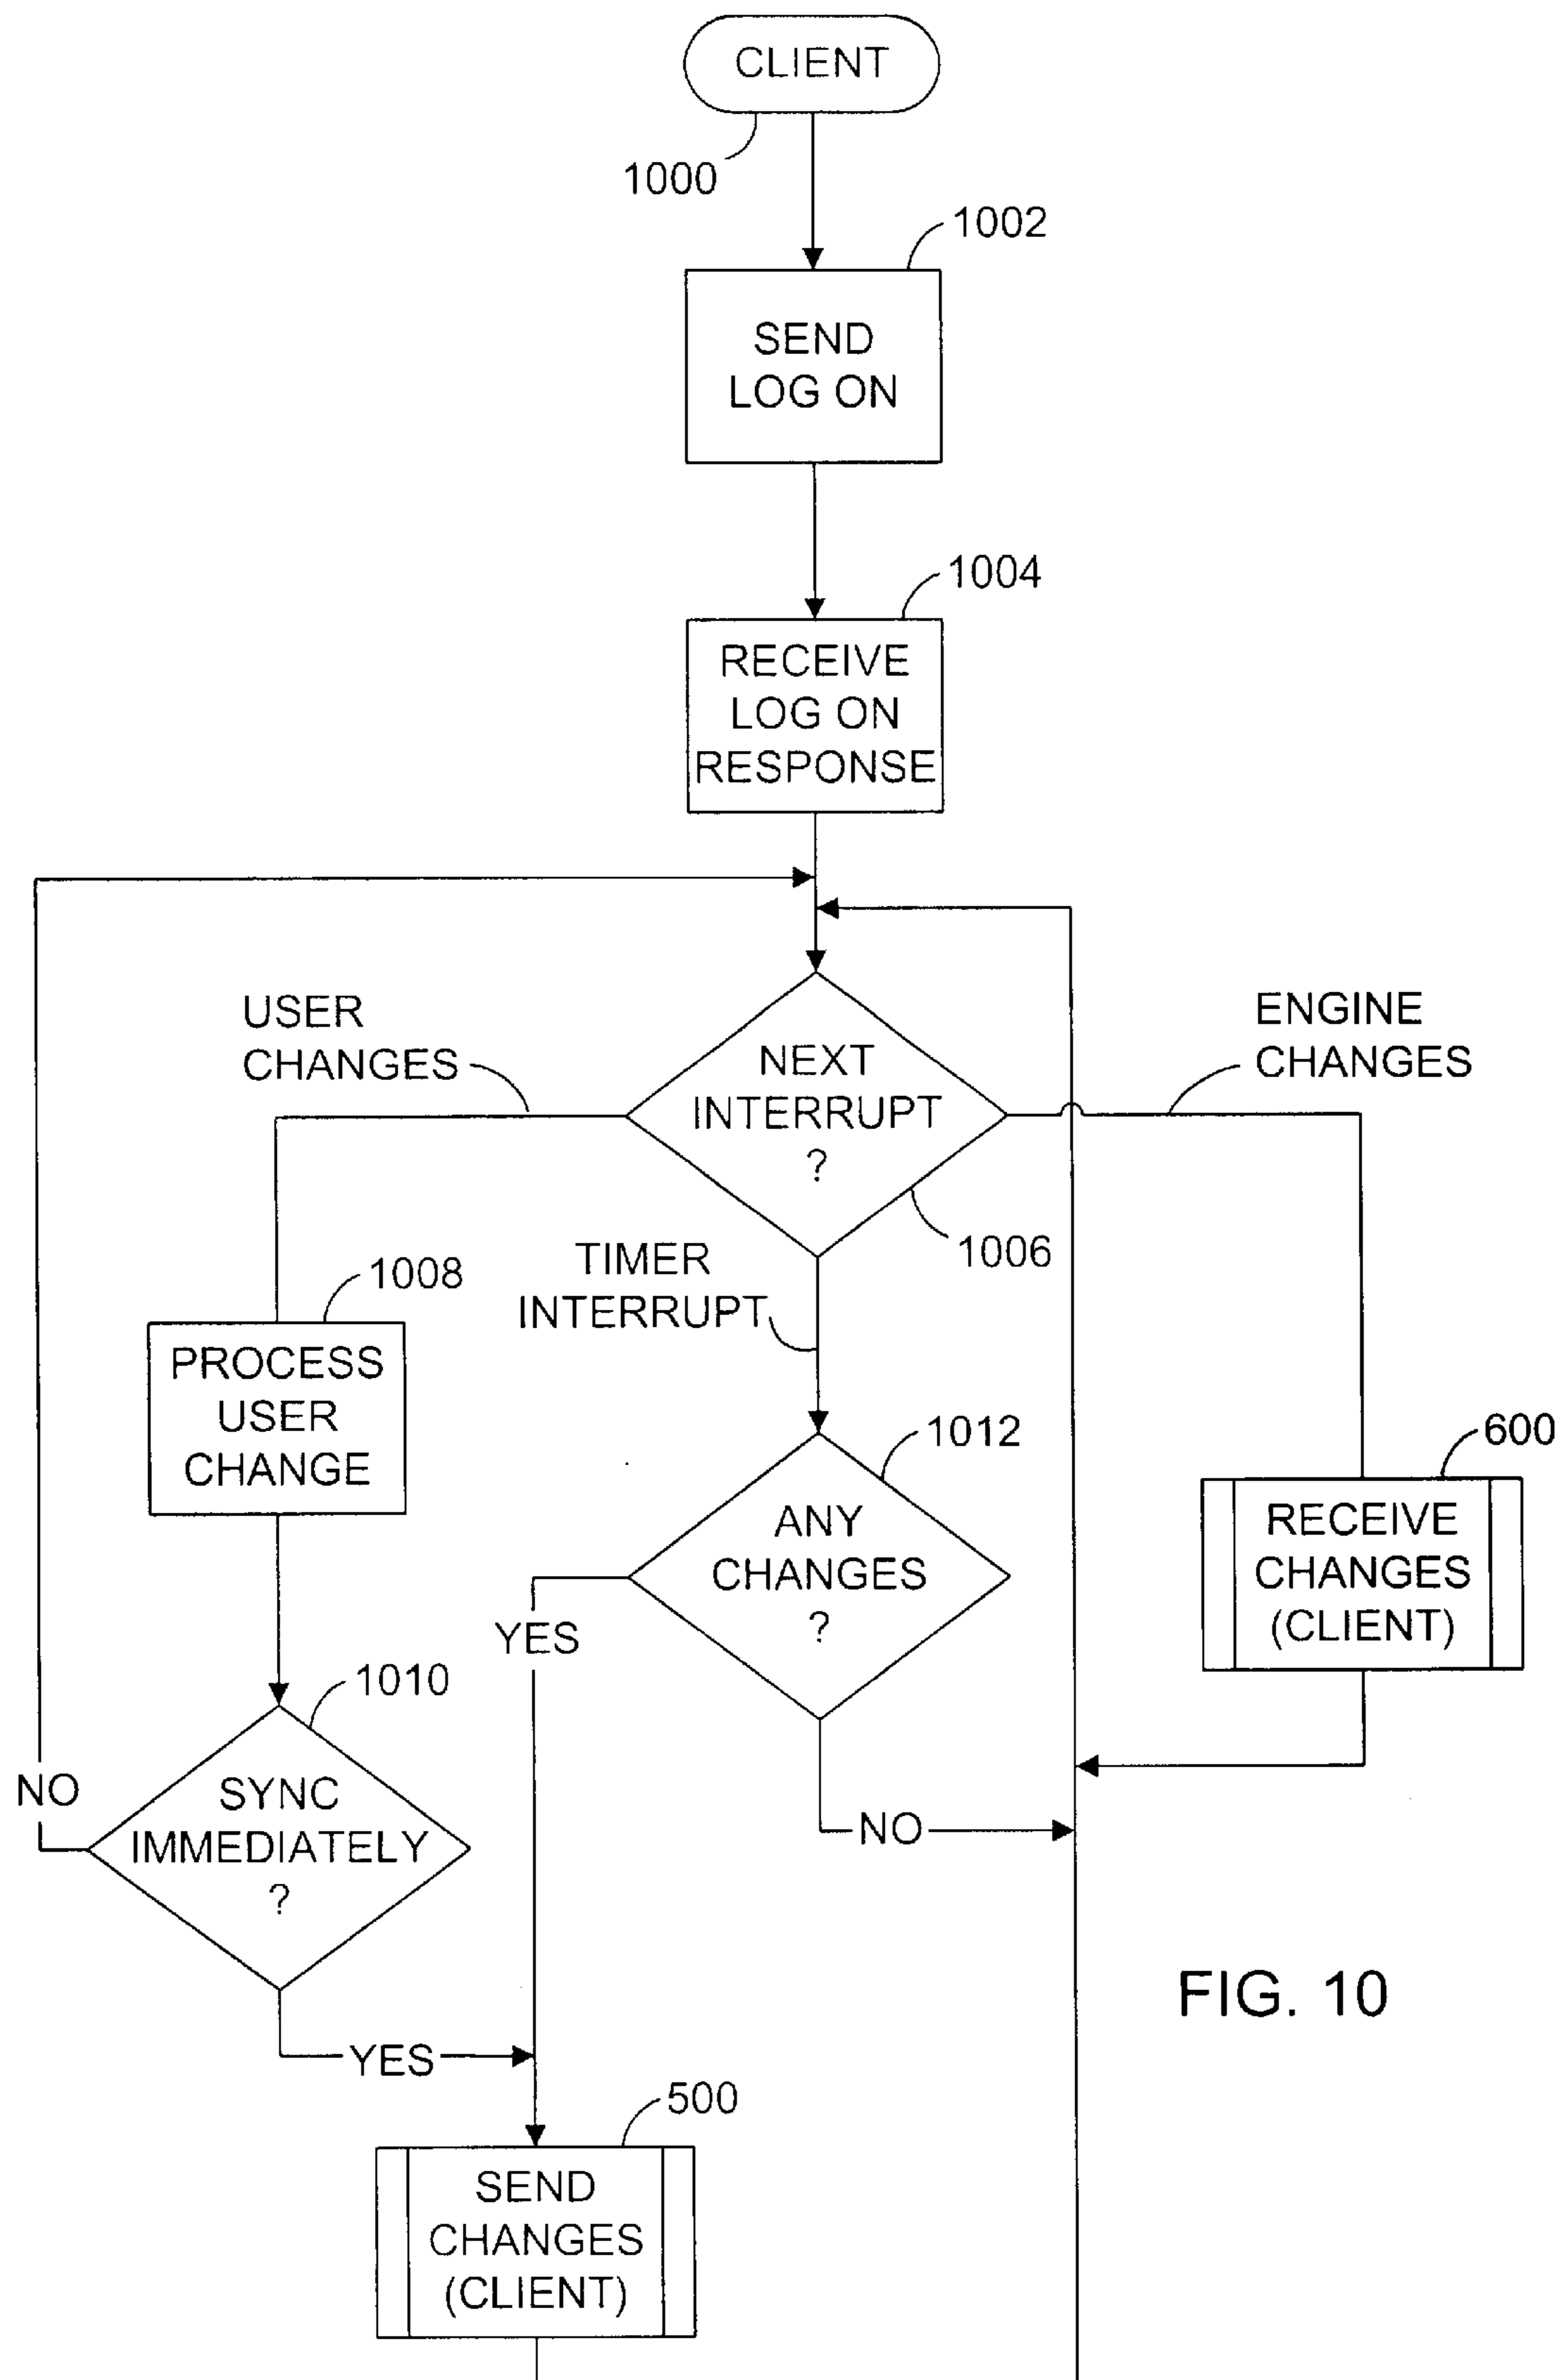 CLIENT
1000
1002
SEND
LOG ON
1004
RECEIVE
LOG ON
RESPONSE
USER
CHANGES
NEXT
INTERRUPT
?
ENGINE
CHANGES
1006
TIMER
INTERRUPT
1008
PROCESS
USER
CHANGE
1012
ANY
CHANGES
?
600
RECEIVE
CHANGES
(CLIENT)
YES
1010
NO
SYNC
IMMEDIATELY
?
NO
YES
FIG. 10
500
SEND
CHANGES
(CLIENT)